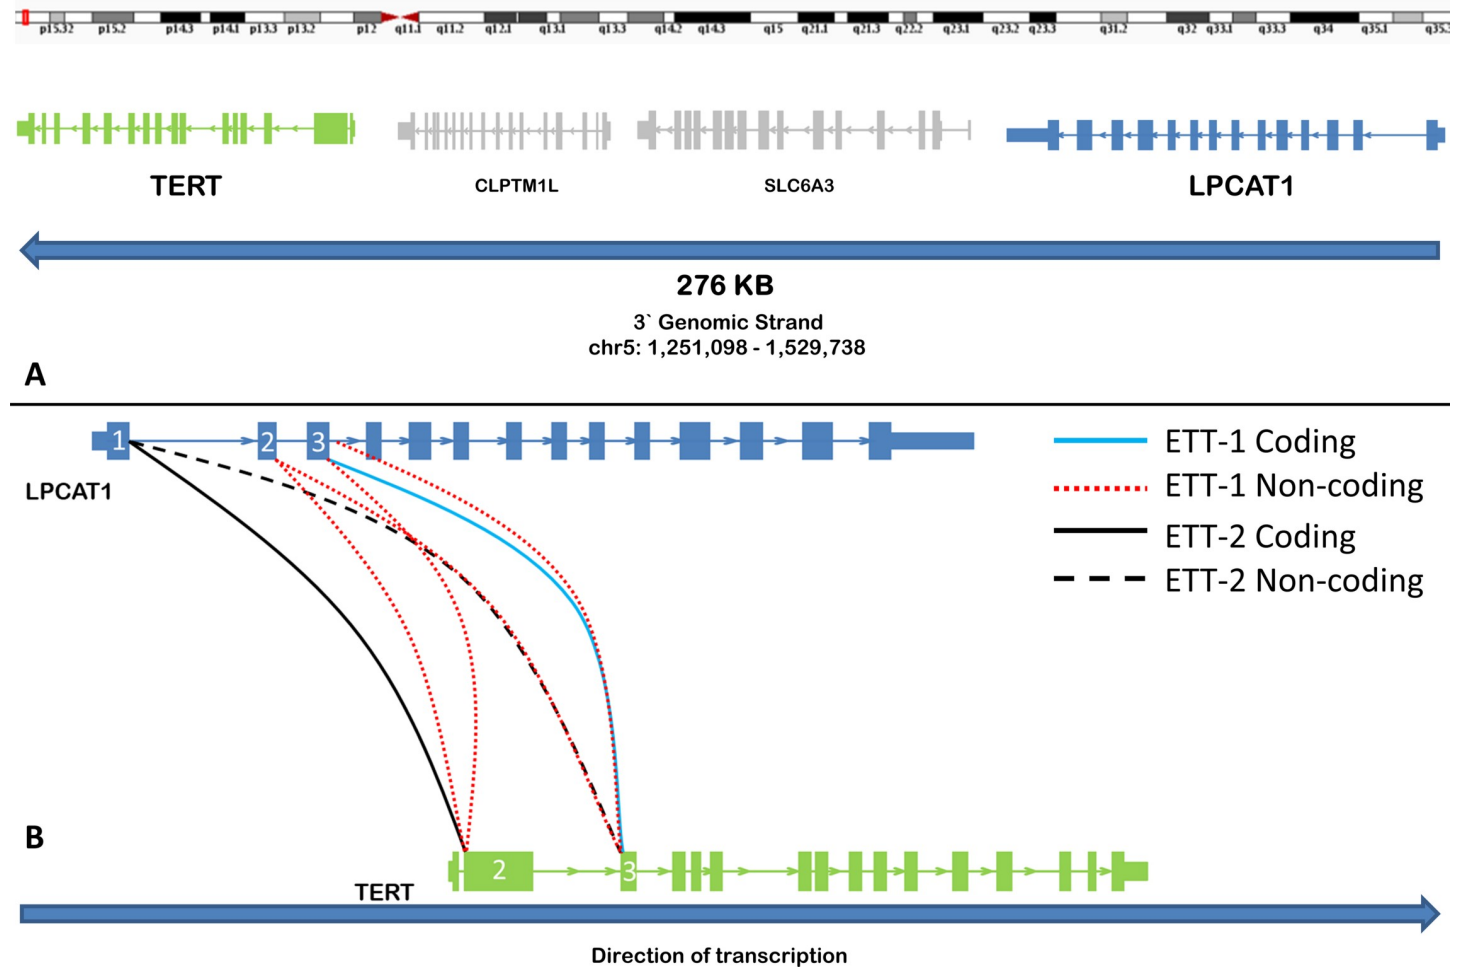 p15.32 p15.2 p14.3 p14.1 p13.3 p13.2 p12 q11.1 q11.2 q12.1 q13.1 q13.3 q14.2 q14.3 q15 q21.1 q21.3 q22.2 q23.1 q23.2 q23.3 q31.2 q32 q33.1 q33.3 q34 q35.1
TERT CLPTM1L SLC6A3 LPCAT1
276 KB
3` Genomic Strand
chr5: 1,251,098 - 1,529,738
A
1 2 3
LPCAT1
ETT-1 Coding
ETT-1 Non-coding
ETT-2 Coding
ETT-2 Non-coding
B
2 3
TERT
Direction of transcription